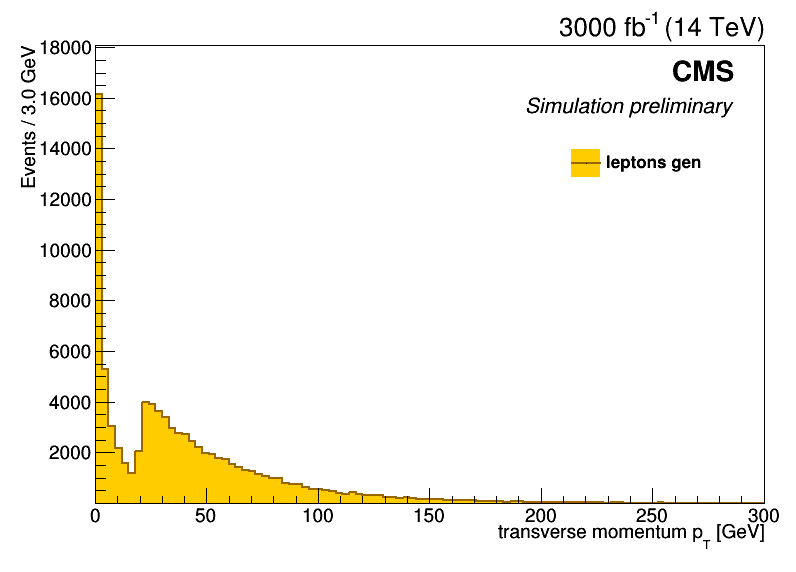 3000 fb-1 (14 TeV)
CMS
Simulation preliminary
leptons gen
Events / 3.0 GeV
18000
16000
14000
12000
10000
8000
6000
4000
2000
0 50 100 150 200 250 300
transverse momentum pT [GeV]